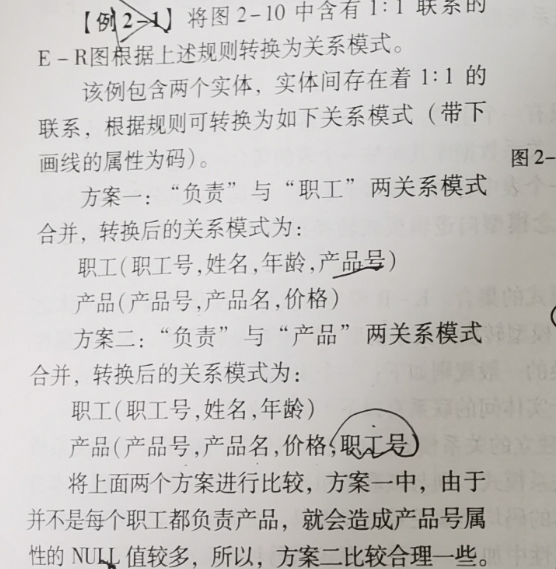 【例2-1】将图2-10中含有1:1联系的
E-R图根据上述规则转换为关系模式。
该例包含两个实体，实体间存在着1:1的
联系，根据规则可转换为如下关系模式（带下
画线的属性为码）。
图2-
方案一：“负责”与“职工”两关系模式
合并，转换后的关系模式为：
职工(职工号,姓名,年龄,产品号)
产品(产品号,产品名,价格)
方案二：“负责”与“产品”两关系模式
合并，转换后的关系模式为：
职工(职工号,姓名,年龄)
产品(产品号,产品名,价格,职工号)
将上面两个方案进行比较，方案一中，由于
并不是每个职工都负责产品，就会造成产品号属
性的NULL值较多，所以，方案二比较合理一些。